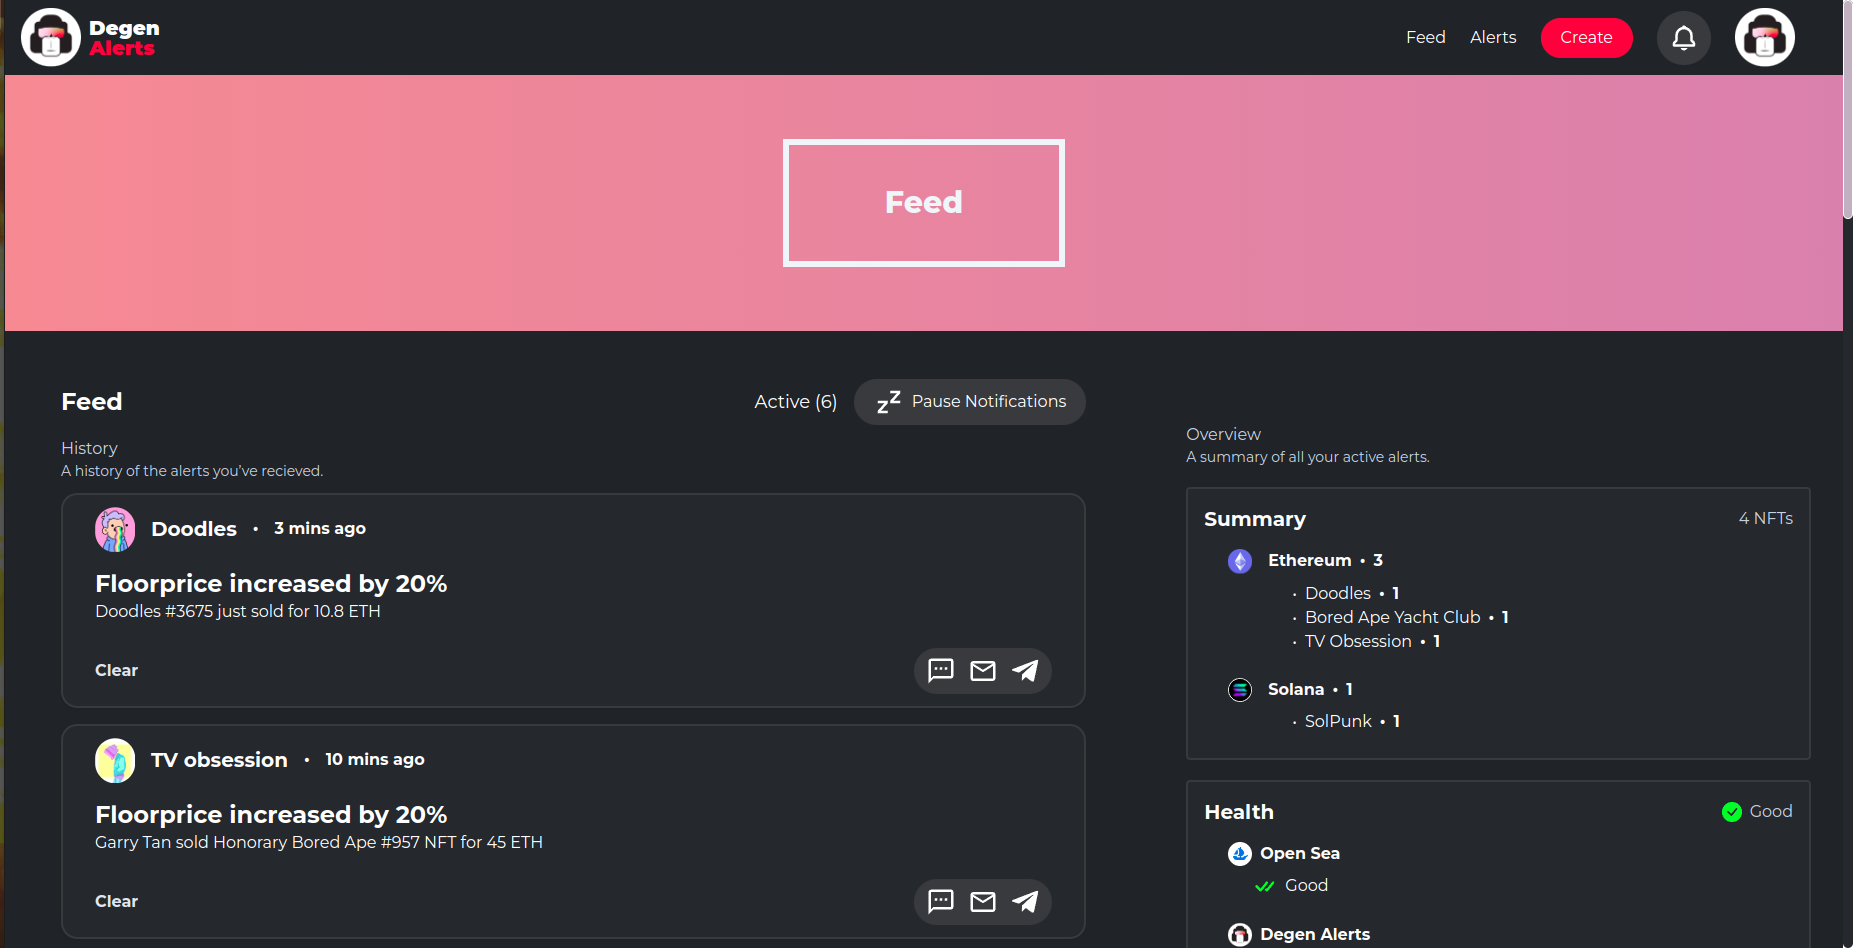 Degen
Alerts
Feed
Alerts
Create
Feed
Feed
Active (6)
Pause Notifications
History
A history of the alerts you've recieved.
Doodles • 3 mins ago
Floorprice increased by 20%
Doodles #3675 just sold for 10.8 ETH
Clear
TV obsession • 10 mins ago
Floorprice increased by 20%
Garry Tan sold Honorary Bored Ape #957 NFT for 45 ETH
Clear
Overview
A summary of all your active alerts.
Summary
4 NFTs
Ethereum • 3
• Doodles • 1
• Bored Ape Yacht Club • 1
• TV Obsession • 1
Solana • 1
• SolPunk • 1
Health
Good
Open Sea
Good
Degen Alerts